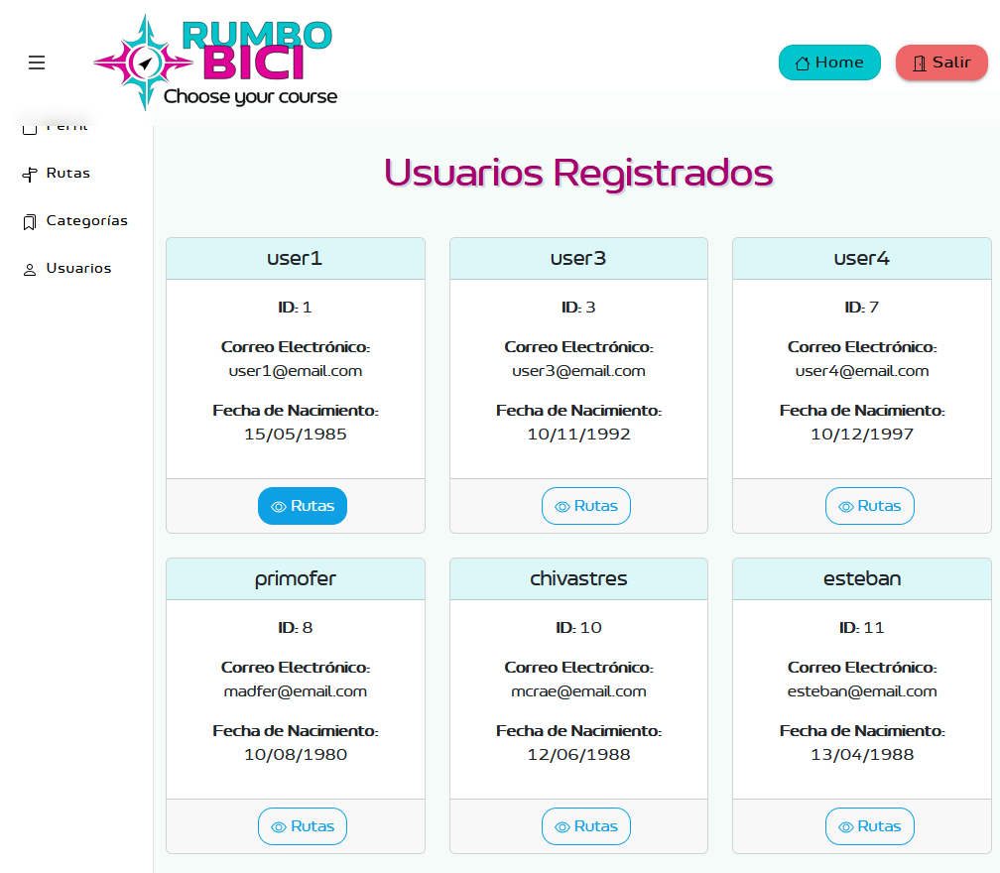 RUMBO
BICI
Choose your course
Home
Salir
Perfil
Rutas
Categorías
Usuarios
Usuarios Registrados
user1
ID: 1
Correo Electrónico:
user1@email.com
Fecha de Nacimiento:
15/05/1985
Rutas
user3
ID: 3
Correo Electrónico:
user3@email.com
Fecha de Nacimiento:
10/11/1992
Rutas
user4
ID: 7
Correo Electrónico:
user4@email.com
Fecha de Nacimiento:
10/12/1997
Rutas
primofer
ID: 8
Correo Electrónico:
madfer@email.com
Fecha de Nacimiento:
10/08/1980
Rutas
chivastres
ID: 10
Correo Electrónico:
mcrae@email.com
Fecha de Nacimiento:
12/06/1988
Rutas
esteban
ID: 11
Correo Electrónico:
esteban@email.com
Fecha de Nacimiento:
13/04/1988
Rutas